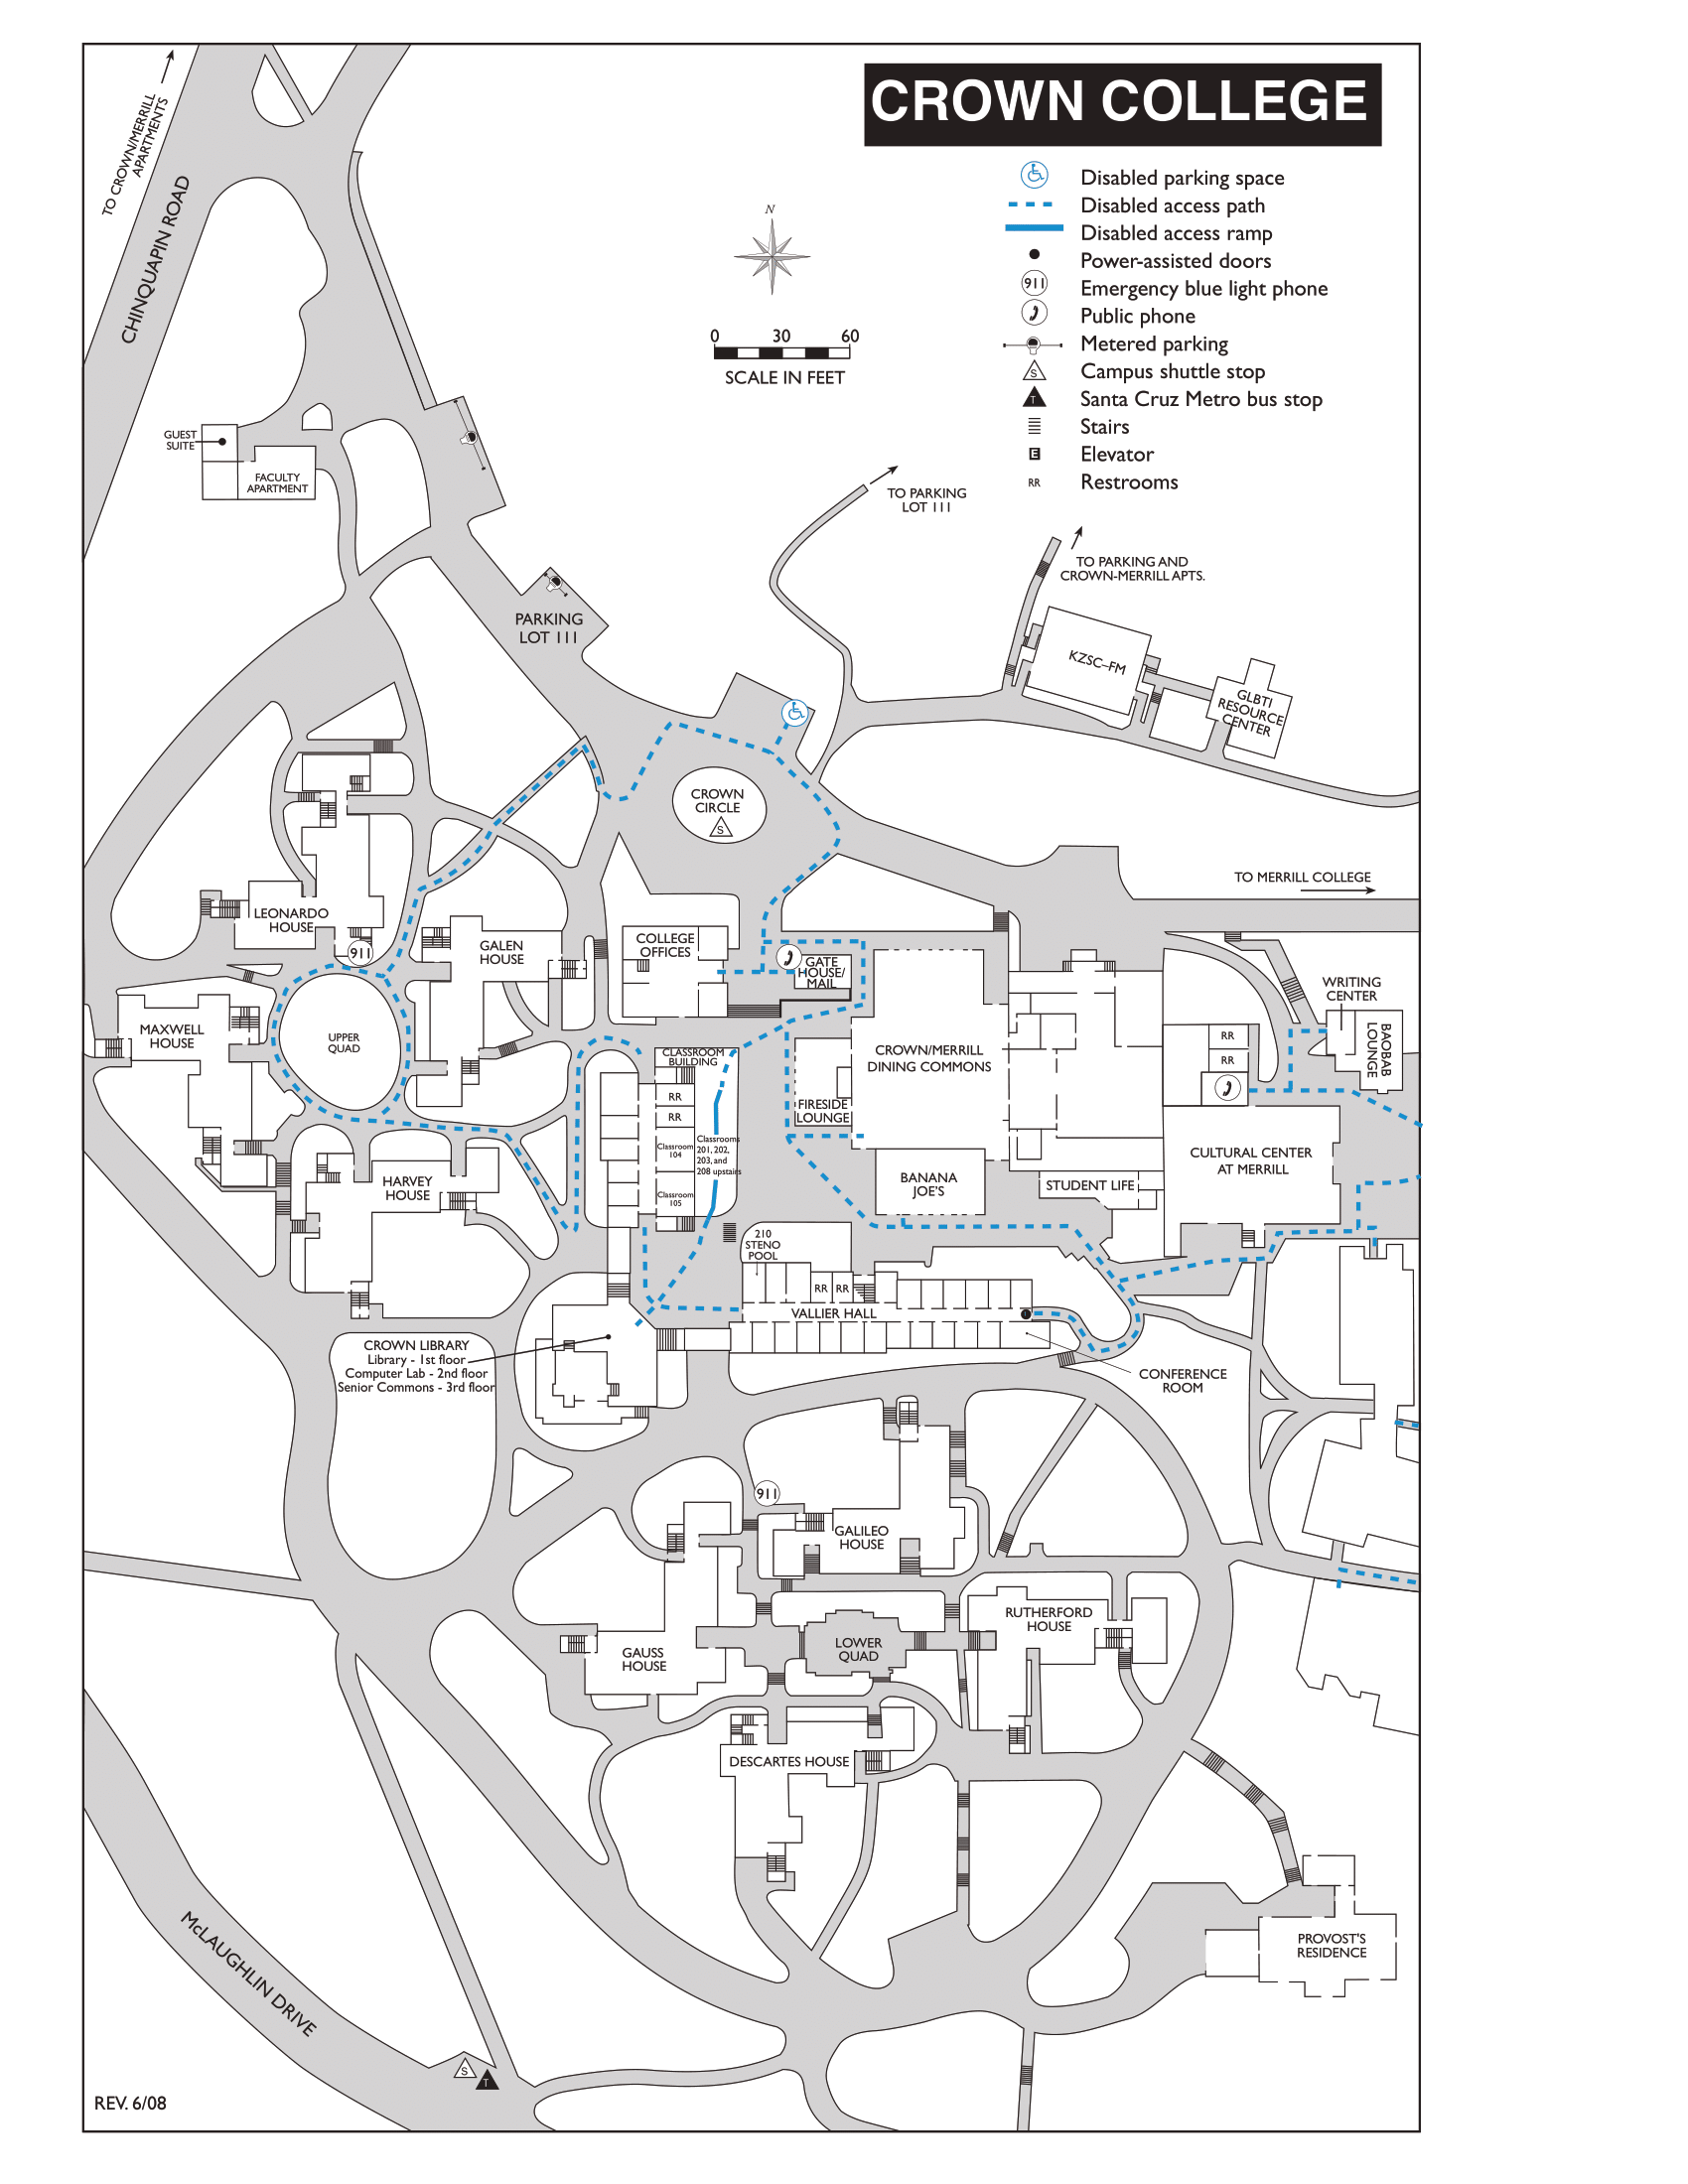 CROWN COLLEGE
Disabled parking space
Disabled access path
Disabled access ramp
Power-assisted doors
911
Emergency blue light phone
Public phone
Metered parking
S
Campus shuttle stop
T
Santa Cruz Metro bus stop
Stairs
E
Elevator
RR
Restrooms
N
0 30 60
SCALE IN FEET
TO CROWN/MERRILL
APARTMENTS
CHINQUAPIN ROAD
GUEST
SUITE
FACULTY
APARTMENT
TO PARKING
LOT 111
TO PARKING AND
CROWN-MERRILL APTS.
PARKING
LOT 111
KZSC–FM
GLBTI
RESOURCE
CENTER
CROWN
CIRCLE
S
TO MERRILL COLLEGE
LEONARDO
HOUSE
911
GALEN
HOUSE
COLLEGE
OFFICES
GATE
HOUSE/
MAIL
WRITING
CENTER
BAOBAB
LOUNGE
MAXWELL
HOUSE
UPPER
QUAD
CLASSROOM
BUILDING
RR
RR
Classroom
104
Classrooms
201, 202,
203, and
208 upstairs
Classroom
105
CROWN/MERRILL
DINING COMMONS
FIRESIDE
LOUNGE
RR
RR
CULTURAL CENTER
AT MERRILL
BANANA
JOE'S
STUDENT LIFE
HARVEY
HOUSE
210
STENO
POOL
RR RR
VALLIER HALL
CROWN LIBRARY
Library - 1st floor
Computer Lab - 2nd floor
Senior Commons - 3rd floor
CONFERENCE
ROOM
911
GALILEO
HOUSE
RUTHERFORD
HOUSE
LOWER
QUAD
GAUSS
HOUSE
DESCARTES HOUSE
PROVOST'S
RESIDENCE
McLAUGHLIN DRIVE
S
T
REV. 6/08